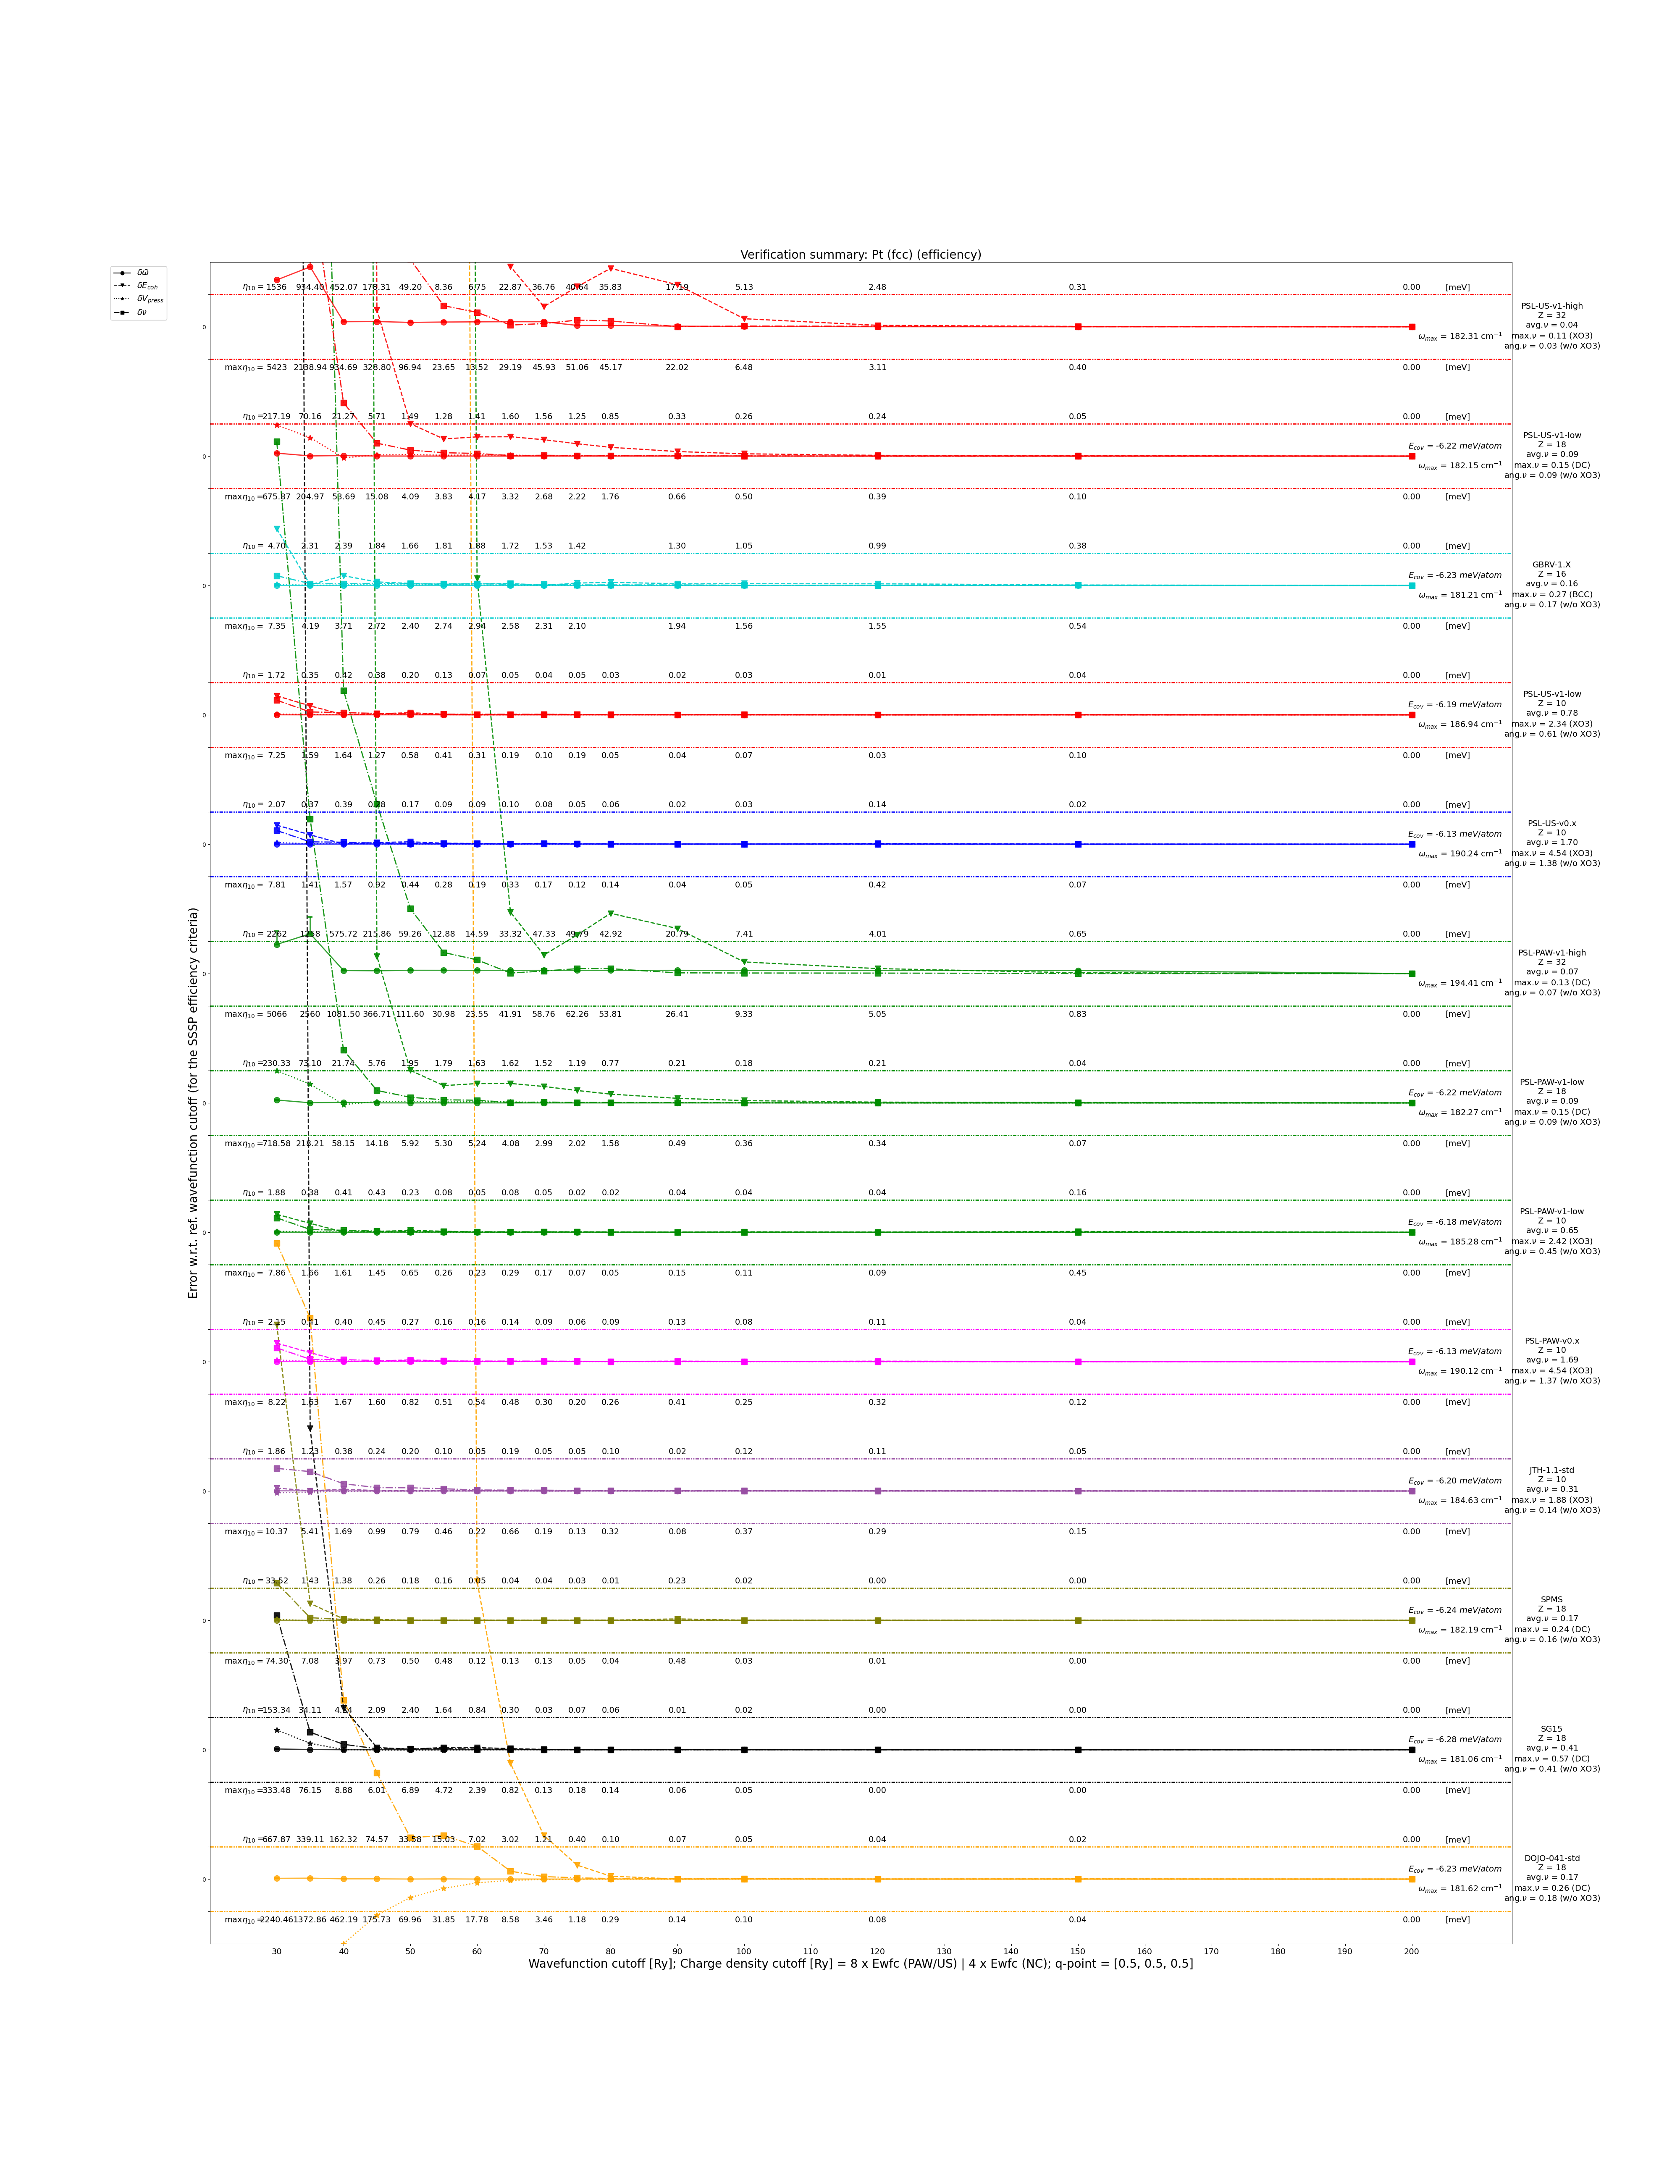 Verification summary: Pt (fcc) (efficiency)
δω̄
δE_coh
δV_press
δν
Error w.r.t. ref. wavefunction cutoff (for the SSSP efficiency criteria)
η₁₀ = 1536 934.40 452.07 178.31 49.20 8.36 6.75 22.87 36.76 40.64 35.83 17.19 5.13 2.48 0.31 0.00 [meV]
0
ω_max = 182.31 cm⁻¹
maxη₁₀ = 5423 2138.94 934.69 328.80 96.94 23.65 13.52 29.19 45.93 51.06 45.17 22.02 6.48 3.11 0.40 0.00 [meV]
PSL-US-v1-high
Z = 32
avg.ν = 0.04
max.ν = 0.11 (XO3)
ang.ν = 0.03 (w/o XO3)
η₁₀ = 217.19 70.16 21.27 5.71 1.49 1.28 1.41 1.60 1.56 1.25 0.85 0.33 0.26 0.24 0.05 0.00 [meV]
0
E_cov = -6.22 meV/atom
ω_max = 182.15 cm⁻¹
maxη₁₀ = 675.87 204.97 53.69 15.08 4.09 3.83 4.17 3.32 2.68 2.22 1.76 0.66 0.50 0.39 0.10 0.00 [meV]
PSL-US-v1-low
Z = 18
avg.ν = 0.09
max.ν = 0.15 (DC)
ang.ν = 0.09 (w/o XO3)
η₁₀ = 4.70 2.31 2.39 1.84 1.66 1.81 1.88 1.72 1.53 1.42 1.30 1.05 0.99 0.38 0.00 [meV]
0
E_cov = -6.23 meV/atom
ω_max = 181.21 cm⁻¹
maxη₁₀ = 7.35 4.19 3.71 2.72 2.40 2.74 2.94 2.58 2.31 2.10 1.94 1.56 1.55 0.54 0.00 [meV]
GBRV-1.X
Z = 16
avg.ν = 0.16
max.ν = 0.27 (BCC)
ang.ν = 0.17 (w/o XO3)
η₁₀ = 1.72 0.35 0.42 0.38 0.20 0.13 0.07 0.05 0.04 0.05 0.03 0.02 0.03 0.01 0.04 0.00 [meV]
0
E_cov = -6.19 meV/atom
ω_max = 186.94 cm⁻¹
maxη₁₀ = 7.25 1.59 1.64 1.27 0.58 0.41 0.31 0.19 0.10 0.19 0.05 0.04 0.07 0.03 0.10 0.00 [meV]
PSL-US-v1-low
Z = 10
avg.ν = 0.78
max.ν = 2.34 (XO3)
ang.ν = 0.61 (w/o XO3)
η₁₀ = 2.07 0.37 0.39 0.17 0.09 0.09 0.10 0.08 0.05 0.06 0.02 0.03 0.14 0.02 0.00 [meV]
0
E_cov = -6.13 meV/atom
ω_max = 190.24 cm⁻¹
maxη₁₀ = 7.81 1.41 1.57 0.92 0.44 0.28 0.19 0.33 0.17 0.12 0.14 0.04 0.05 0.42 0.07 0.00 [meV]
PSL-US-v0.x
Z = 10
avg.ν = 1.70
max.ν = 4.54 (XO3)
ang.ν = 1.38 (w/o XO3)
η₁₀ = 2262 575.72 215.86 59.26 12.88 14.59 33.32 47.33 49.79 42.92 20.79 7.41 4.01 0.65 0.00 [meV]
0
ω_max = 194.41 cm⁻¹
maxη₁₀ = 5066 2560 1081.50 366.71 111.60 30.98 23.55 41.91 58.76 62.26 53.81 26.41 9.33 5.05 0.83 0.00 [meV]
PSL-PAW-v1-high
Z = 32
avg.ν = 0.07
max.ν = 0.13 (DC)
ang.ν = 0.07 (w/o XO3)
η₁₀ = 230.33 73.10 21.74 5.76 1.95 1.79 1.63 1.62 1.52 1.19 0.77 0.21 0.18 0.21 0.04 0.00 [meV]
0
E_cov = -6.22 meV/atom
ω_max = 182.27 cm⁻¹
maxη₁₀ = 718.58 218.21 58.15 14.18 5.92 5.30 5.24 4.08 2.99 2.02 1.58 0.49 0.36 0.34 0.07 0.00 [meV]
PSL-PAW-v1-low
Z = 18
avg.ν = 0.09
max.ν = 0.15 (DC)
ang.ν = 0.09 (w/o XO3)
η₁₀ = 1.88 0.38 0.41 0.43 0.23 0.08 0.05 0.08 0.05 0.02 0.02 0.04 0.04 0.04 0.16 0.00 [meV]
0
E_cov = -6.18 meV/atom
ω_max = 185.28 cm⁻¹
maxη₁₀ = 7.86 1.66 1.61 1.45 0.65 0.26 0.23 0.29 0.17 0.07 0.05 0.15 0.11 0.09 0.45 0.00 [meV]
PSL-PAW-v1-low
Z = 10
avg.ν = 0.65
max.ν = 2.42 (XO3)
ang.ν = 0.45 (w/o XO3)
η₁₀ = 2.15 0.40 0.45 0.27 0.16 0.16 0.14 0.09 0.06 0.09 0.13 0.08 0.11 0.04 0.00 [meV]
0
E_cov = -6.13 meV/atom
ω_max = 190.12 cm⁻¹
maxη₁₀ = 8.22 1.63 1.67 1.60 0.82 0.51 0.54 0.48 0.30 0.20 0.26 0.41 0.25 0.32 0.12 0.00 [meV]
PSL-PAW-v0.x
Z = 10
avg.ν = 1.69
max.ν = 4.54 (XO3)
ang.ν = 1.37 (w/o XO3)
η₁₀ = 1.86 1.23 0.38 0.24 0.20 0.10 0.05 0.19 0.05 0.05 0.10 0.02 0.12 0.11 0.05 0.00 [meV]
0
E_cov = -6.20 meV/atom
ω_max = 184.63 cm⁻¹
maxη₁₀ = 10.37 5.41 1.69 0.99 0.79 0.46 0.22 0.66 0.19 0.13 0.32 0.08 0.37 0.29 0.15 0.00 [meV]
JTH-1.1-std
Z = 10
avg.ν = 0.31
max.ν = 1.88 (XO3)
ang.ν = 0.14 (w/o XO3)
η₁₀ = 33.52 1.43 1.38 0.26 0.18 0.16 0.05 0.04 0.04 0.03 0.01 0.23 0.02 0.00 0.00 0.00 [meV]
0
E_cov = -6.24 meV/atom
ω_max = 182.19 cm⁻¹
maxη₁₀ = 74.30 7.08 3.97 0.73 0.50 0.48 0.12 0.13 0.13 0.05 0.04 0.48 0.03 0.01 0.00 0.00 [meV]
SPMS
Z = 18
avg.ν = 0.17
max.ν = 0.24 (DC)
ang.ν = 0.16 (w/o XO3)
η₁₀ = 153.34 34.11 2.09 2.40 1.64 0.84 0.30 0.03 0.07 0.06 0.01 0.02 0.00 0.00 0.00 [meV]
0
E_cov = -6.28 meV/atom
ω_max = 181.06 cm⁻¹
maxη₁₀ = 333.48 76.15 8.88 6.01 6.89 4.72 2.39 0.82 0.13 0.18 0.14 0.06 0.05 0.00 0.00 0.00 [meV]
SG15
Z = 18
avg.ν = 0.41
max.ν = 0.57 (DC)
ang.ν = 0.41 (w/o XO3)
η₁₀ = 667.87 339.11 162.32 74.57 33.58 15.03 7.02 3.02 1.21 0.40 0.10 0.07 0.05 0.04 0.02 0.00 [meV]
0
E_cov = -6.23 meV/atom
ω_max = 181.62 cm⁻¹
maxη₁₀ = 2240.46 1372.86 462.19 175.73 69.96 31.85 17.78 8.58 3.46 1.18 0.29 0.14 0.10 0.08 0.04 0.00 [meV]
DOJO-041-std
Z = 18
avg.ν = 0.17
max.ν = 0.26 (DC)
ang.ν = 0.18 (w/o XO3)
30 40 50 60 70 80 90 100 110 120 130 140 150 160 170 180 190 200
Wavefunction cutoff [Ry]; Charge density cutoff [Ry] = 8 x Ewfc (PAW/US) | 4 x Ewfc (NC); q-point = [0.5, 0.5, 0.5]